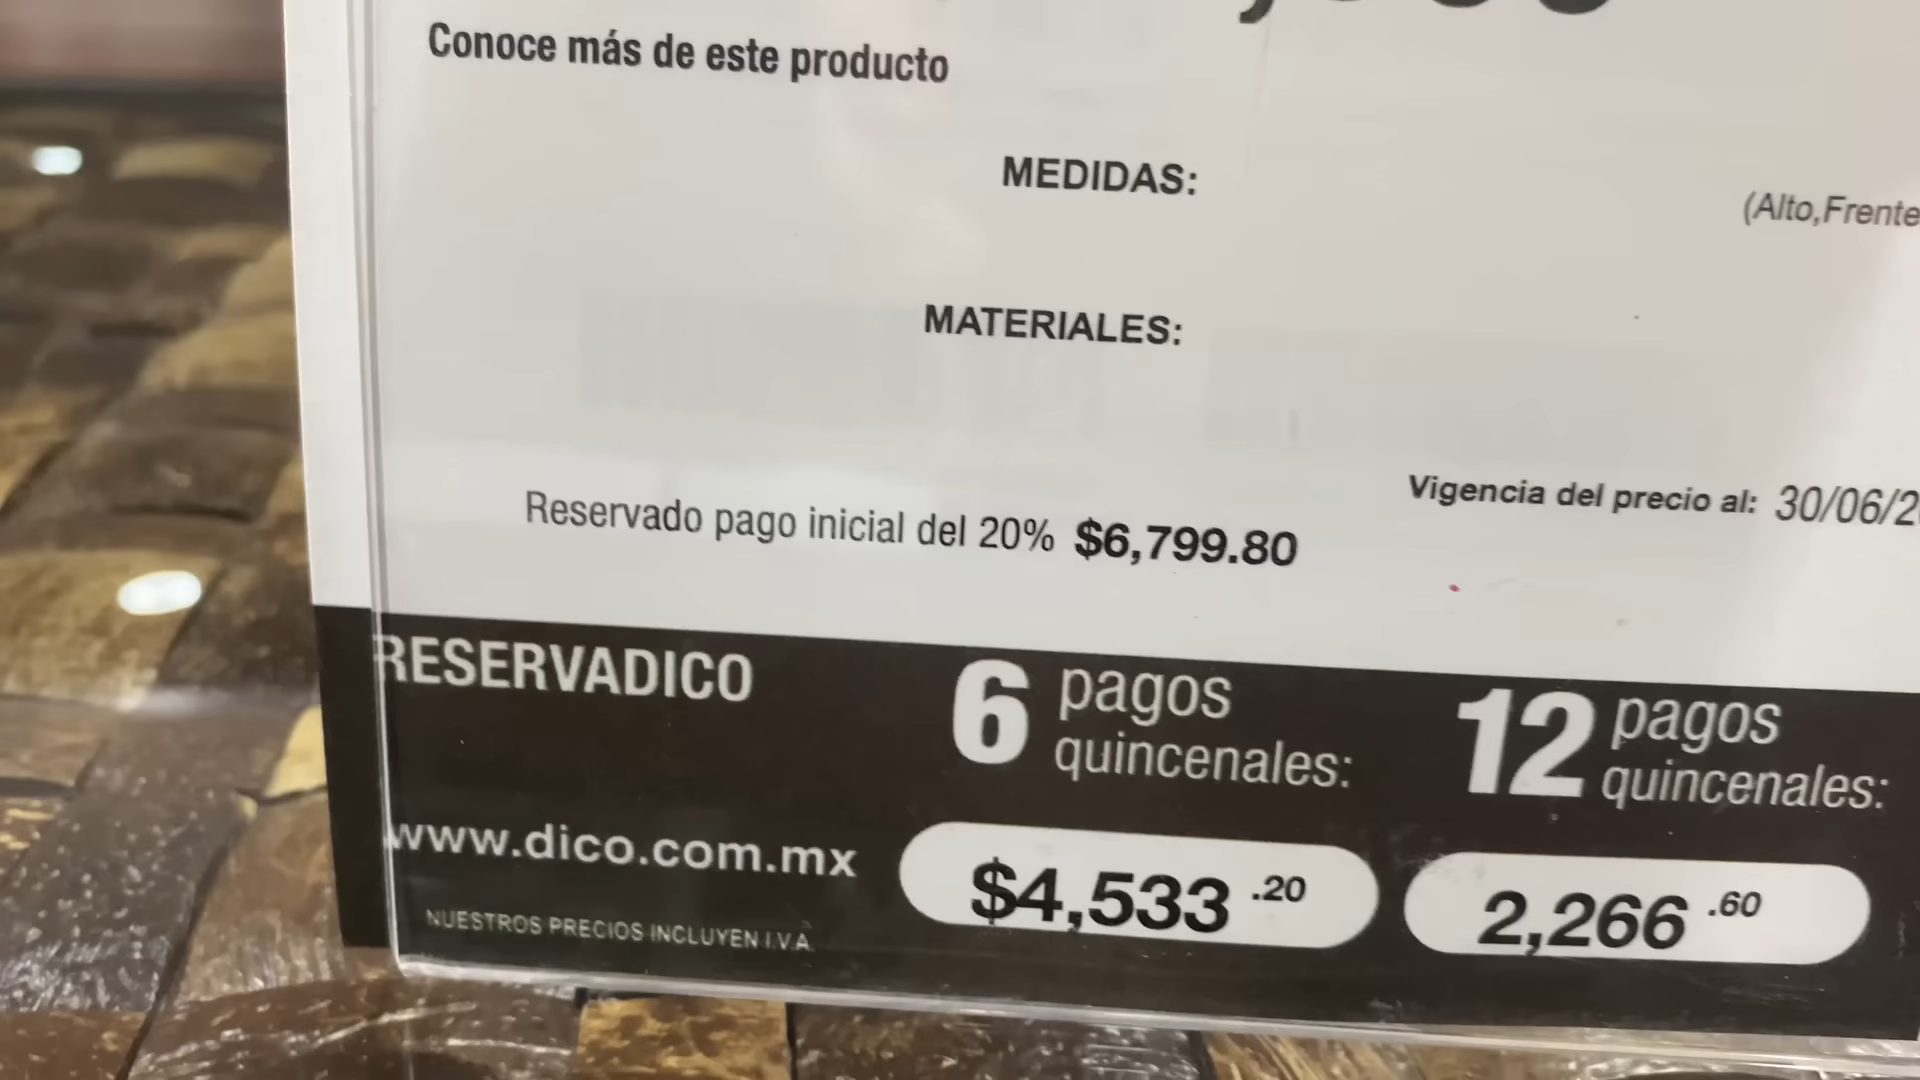 Conoce más de este producto
MEDIDAS:
(Alto,Frente
MATERIALES:
Vigencia del precio al: 30/06/2
Reservado pago inicial del 20% $6,799.80
RESERVADICO
6 pagos quincenales:
12 pagos quincenales:
www.dico.com.mx
$4,533.20
2,266.60
NUESTROS PRECIOS INCLUYEN I.V.A.